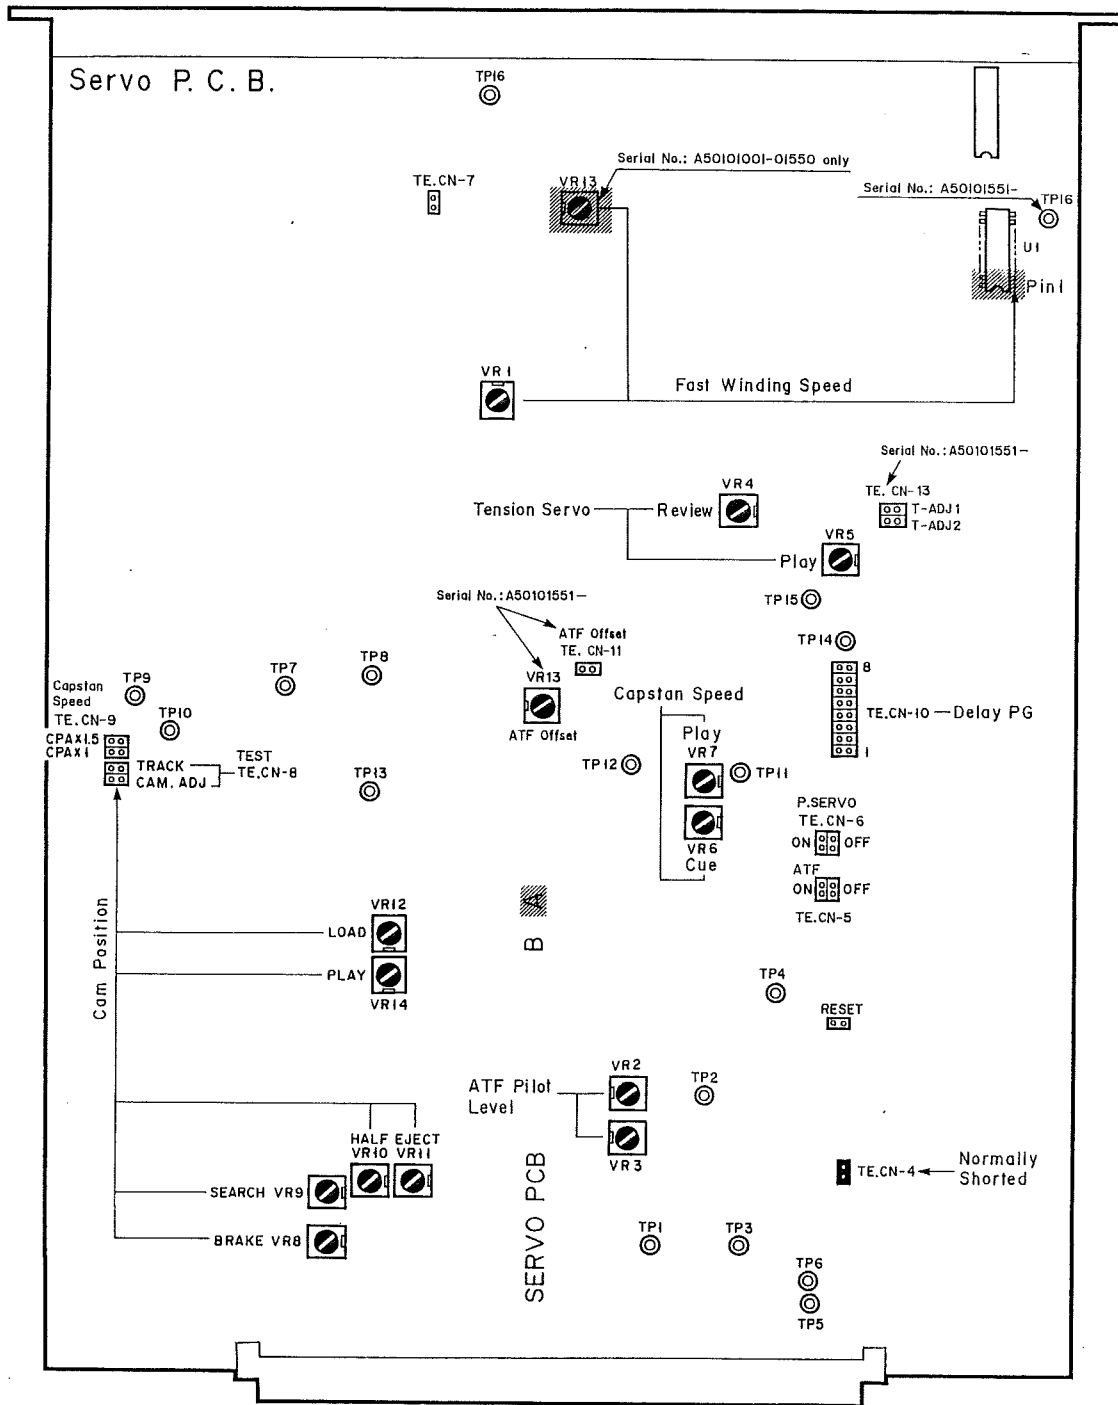 Servo P. C. B.
TP16
Serial No.: A50101001-01550 only
TE.CN-7
VR13
Serial No.: A50101551-
TP16
U1
Pin1
VR1
Fast Winding Speed
Serial No.:A50101551-
VR4
TE. CN-13
Tension Servo
Review
T-ADJ1
T-ADJ2
VR5
Play
Serial No.:A50101551-
TP15
ATF Offset
TE. CN-11
TP14
TP9
TP7
TP8
VR13
8
Capstan
Speed
TE.CN-9
TP10
Capstan Speed
TE.CN-10
Delay PG
CPAX1.5
CPAX1
ATF Offset
Play
VR7
1
TRACK
CAM. ADJ
TEST
TE.CN-8
TP13
TP12
TP11
P.SERVO
TE.CN-6
ON
OFF
VR6
Cue
ATF
ON
OFF
TE.CN-5
B A
VR12
LOAD
Cam Position
PLAY
VR14
TP4
RESET
VR2
ATF Pilot
Level
TP2
VR3
HALF
VR10
EJECT
VR11
TE.CN-4
Normally
Shorted
SEARCH VR9
BRAKE VR8
SERVO PCB
TP1
TP3
TP6
TP5